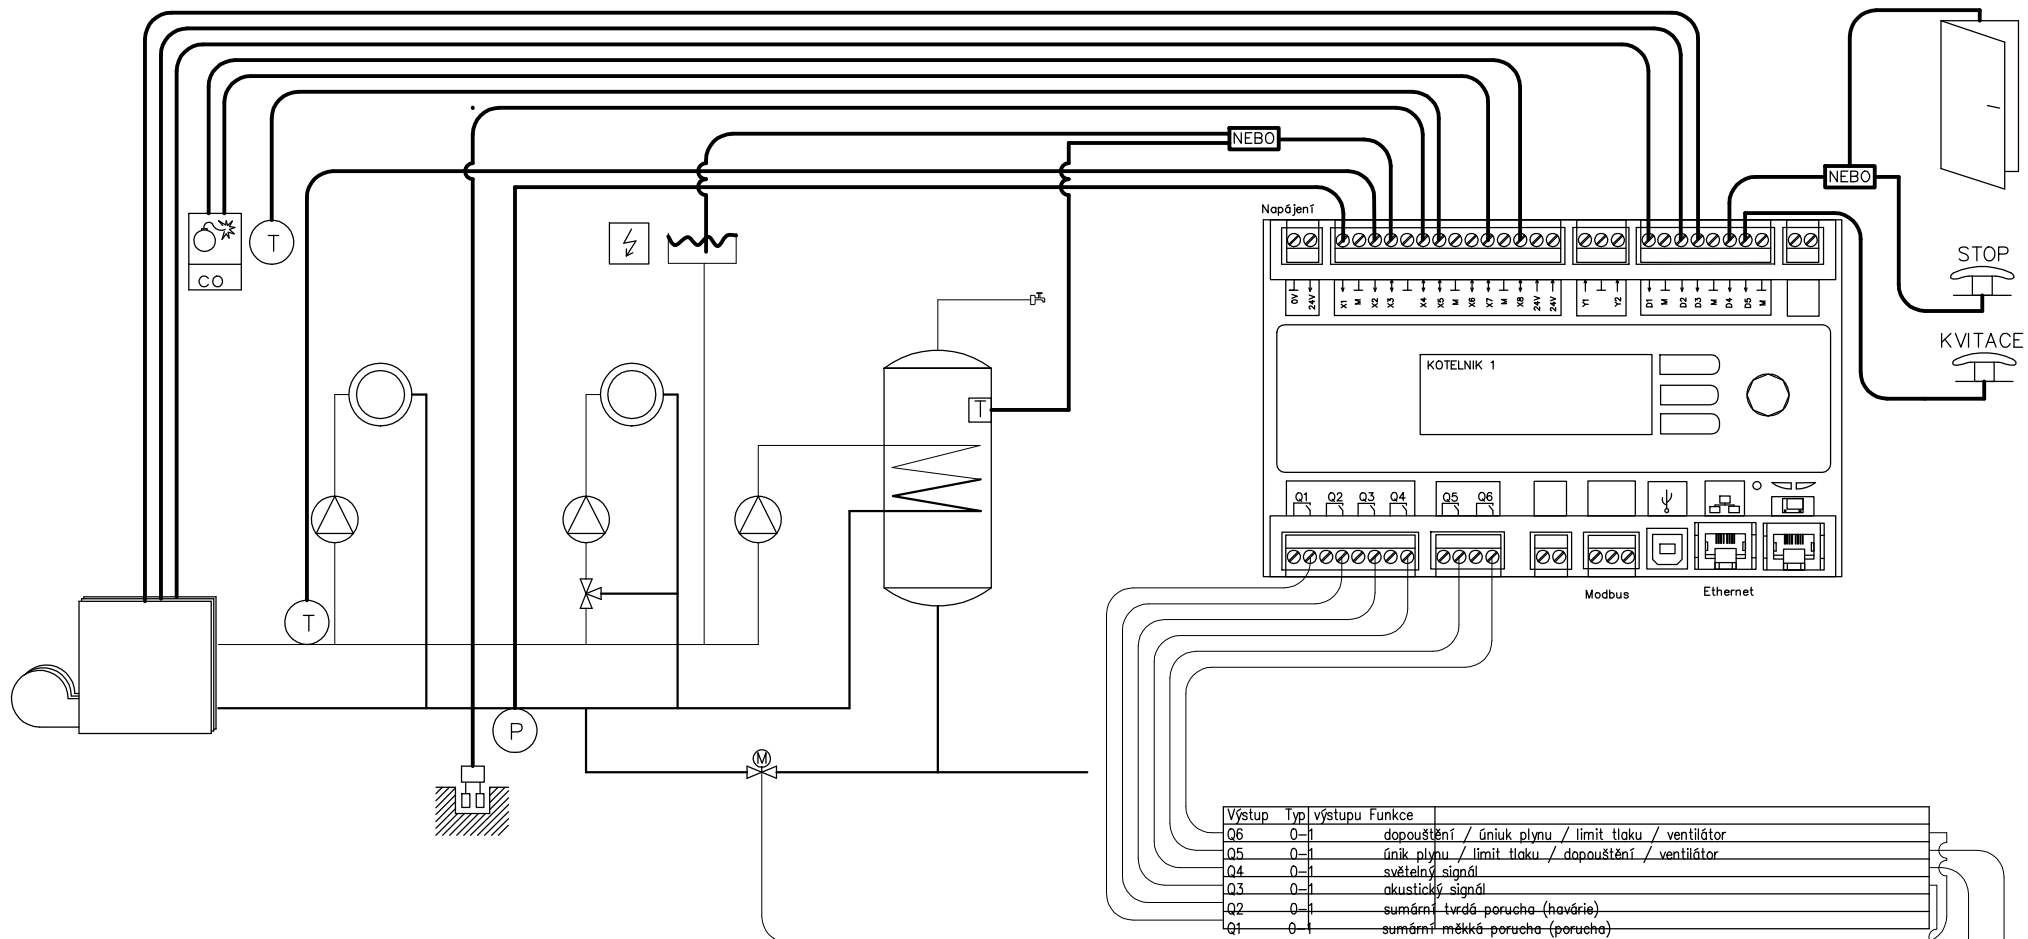 NEBO
NEBO
Napájení
T
CO
STOP
0V 24V X1 M X2 X3 X4 X5 M X6 X7 M X8 24V 24V Y1 Y2 D1 M D2 D3 M D4 D5 M
KVITACE
KOTELNIK 1
T
Q1 Q2 Q3 Q4 Q5 Q6
Modbus
Ethernet
T
P
M
Výstup Typ výstupu Funkce
Q6 0-1 dopouštění / úniuk plynu / limit tlaku / ventilátor
Q5 0-1 únik plynu / limit tlaku / dopouštění / ventilátor
Q4 0-1 světelný signál
Q3 0-1 akustický signál
Q2 0-1 sumární tvrdá porucha (havárie)
Q1 0-1 sumární měkká porucha (porucha)